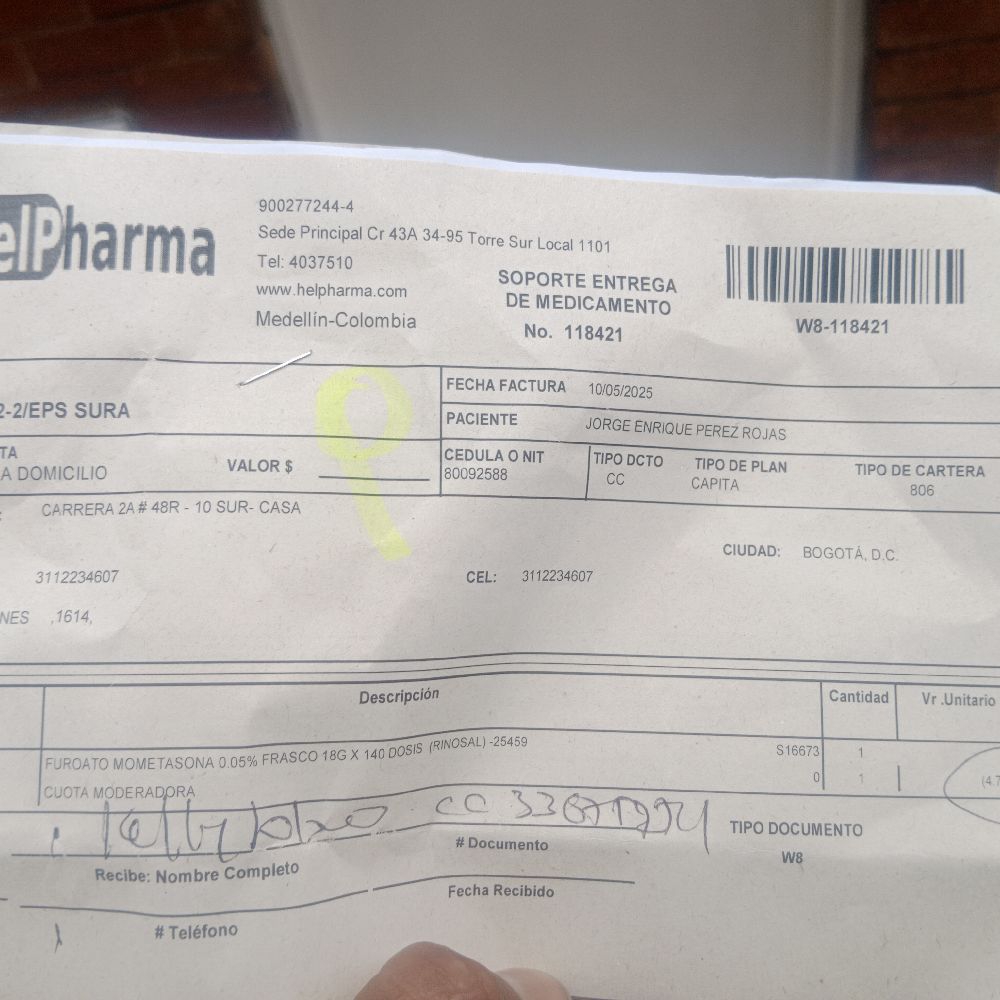 elPharma
900277244-4
Sede Principal Cr 43A 34-95 Torre Sur Local 1101
Tel: 4037510
www.helpharma.com
Medellín-Colombia
SOPORTE ENTREGA
DE MEDICAMENTO
No. 118421
W8-118421
2-2/EPS SURA
FECHA FACTURA 10/05/2025
PACIENTE JORGE ENRIQUE PEREZ ROJAS
TA
A DOMICILIO
VALOR $
CEDULA O NIT
80092588
TIPO DCTO
CC
TIPO DE PLAN
CAPITA
TIPO DE CARTERA
806
: CARRERA 2A # 48R - 10 SUR- CASA
CIUDAD: BOGOTÁ, D.C.
3112234607
CEL: 3112234607
NES ,1614,
Descripción Cantidad Vr .Unitario
FUROATO MOMETASONA 0.05% FRASCO 18G X 140 DOSIS (RINOSAL) -25459 S16673 1
CUOTA MODERADORA 0 1 (4.7
CC
# Documento
TIPO DOCUMENTO
W8
Recibe: Nombre Completo
Fecha Recibido
# Teléfono